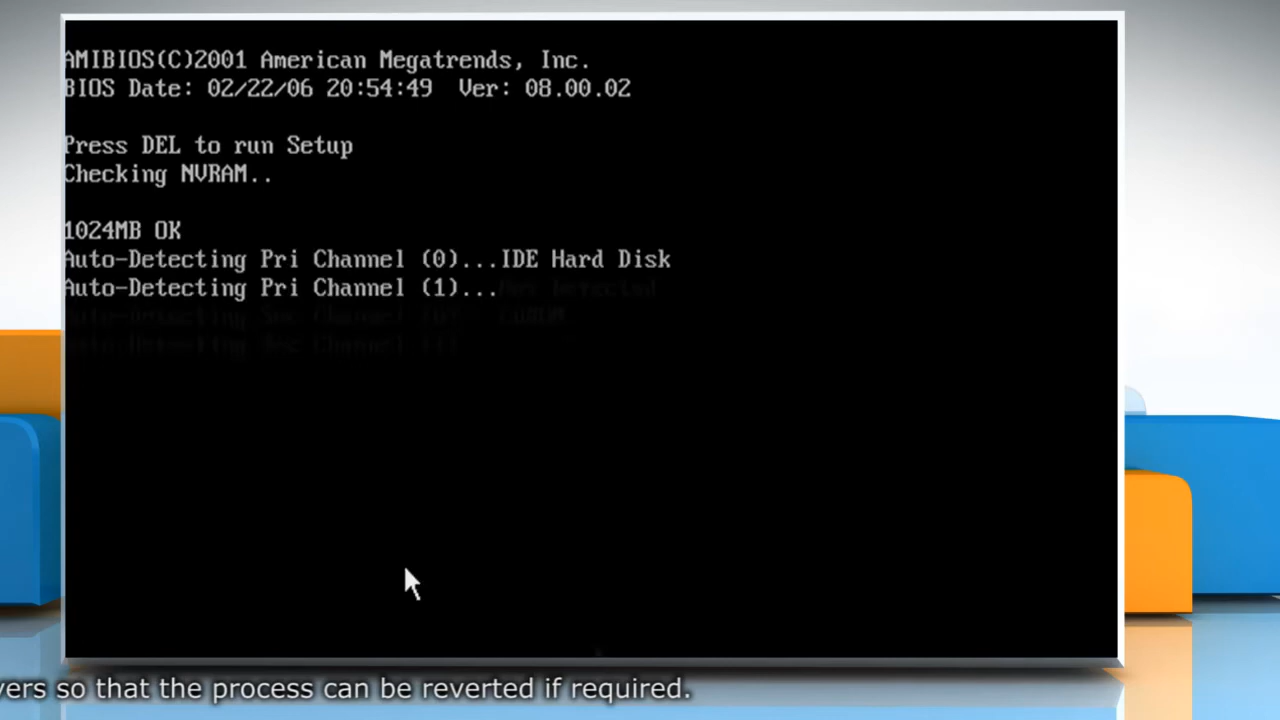 AMIBIOS(C)2001 American Megatrends, Inc.
BIOS Date: 02/22/06 20:54:49 Ver: 08.00.02
Press DEL to run Setup
Checking NVRAM..
1024MB OK
Auto-Detecting Pri Channel (0)...IDE Hard Disk
Auto-Detecting Pri Channel (1)...
so that the process can be reverted if required.